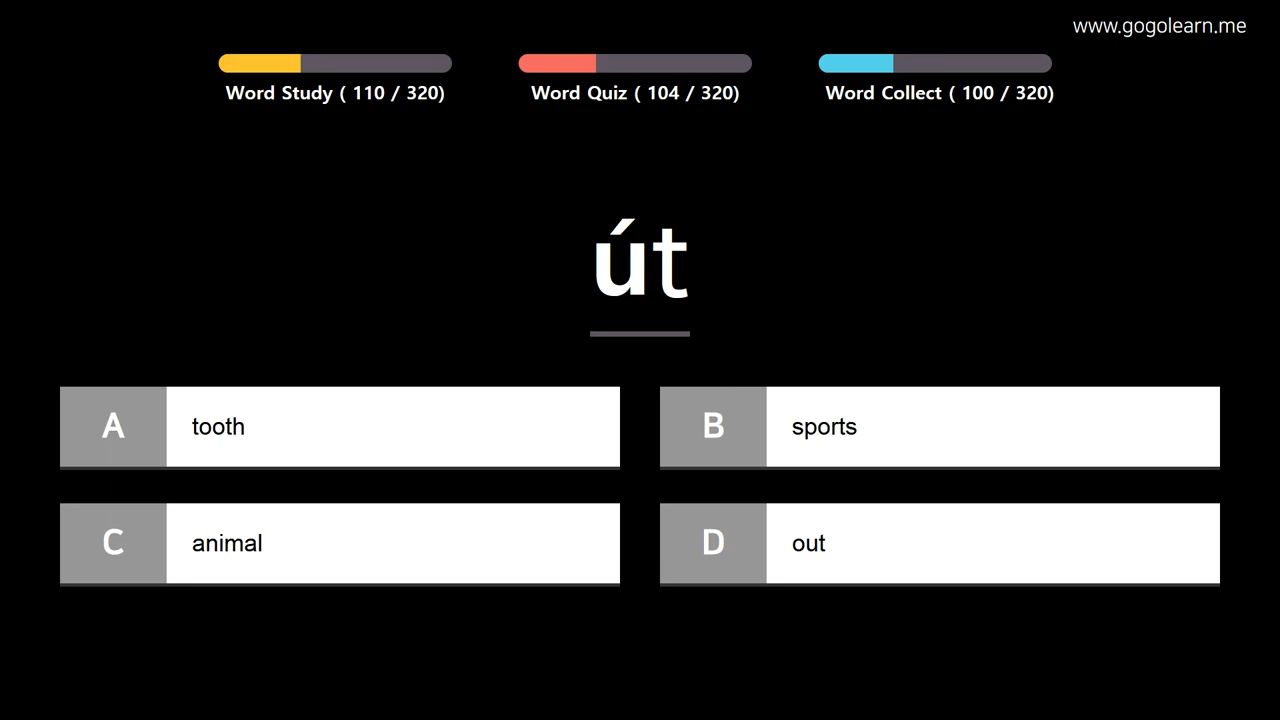 www.gogolearn.me
Word Study ( 110 / 320)
Word Quiz ( 104 / 320)
Word Collect ( 100 / 320)
út
A tooth
B sports
C animal
D out